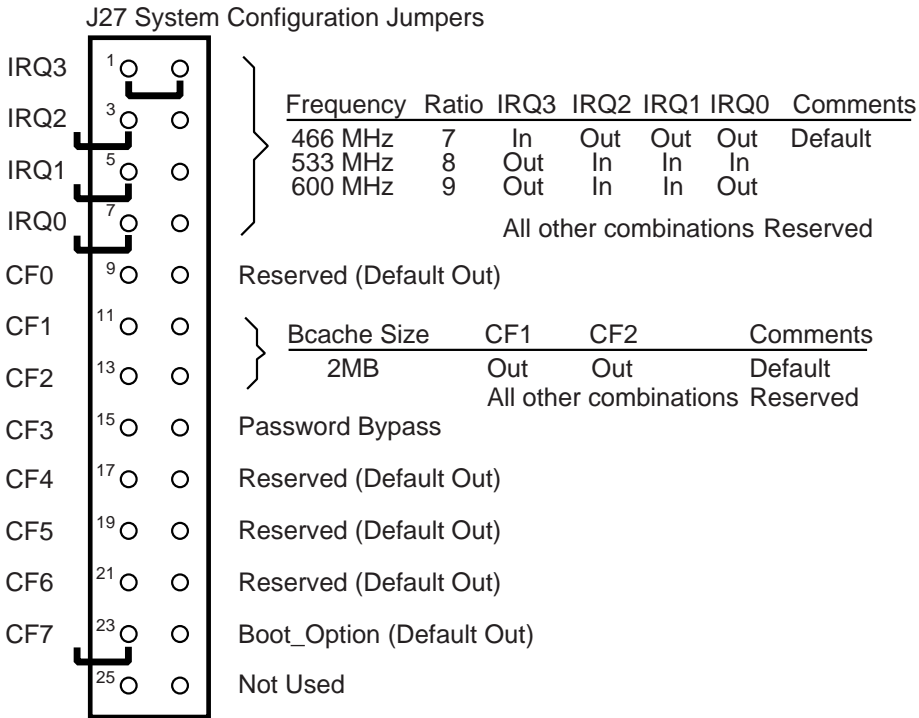 J27 System Configuration Jumpers
IRQ3 1
Frequency Ratio IRQ3 IRQ2 IRQ1 IRQ0 Comments
IRQ2 3
466 MHz 7 In Out Out Out Default
533 MHz 8 Out In In In
IRQ1 5
600 MHz 9 Out In In Out
IRQ0 7
All other combinations Reserved
CF0 9 Reserved (Default Out)
CF1 11
Bcache Size CF1 CF2 Comments
CF2 13
2MB Out Out Default
All other combinations Reserved
CF3 15 Password Bypass
CF4 17 Reserved (Default Out)
CF5 19 Reserved (Default Out)
CF6 21 Reserved (Default Out)
CF7 23 Boot_Option (Default Out)
25 Not Used